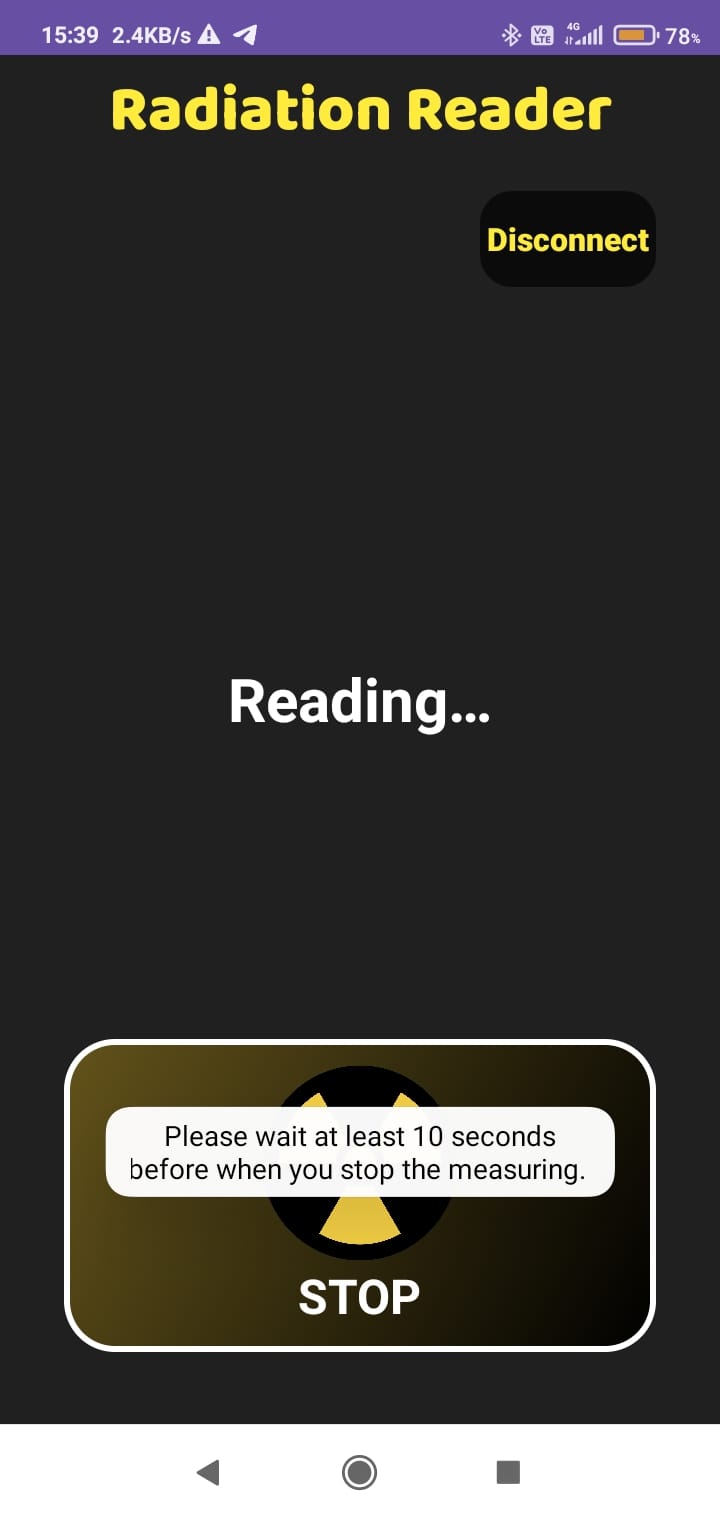 15:39 2.4KB/s Vo LTE 4G 78%
Radiation Reader
Disconnect
Reading...
Please wait at least 10 seconds
before when you stop the measuring.
STOP